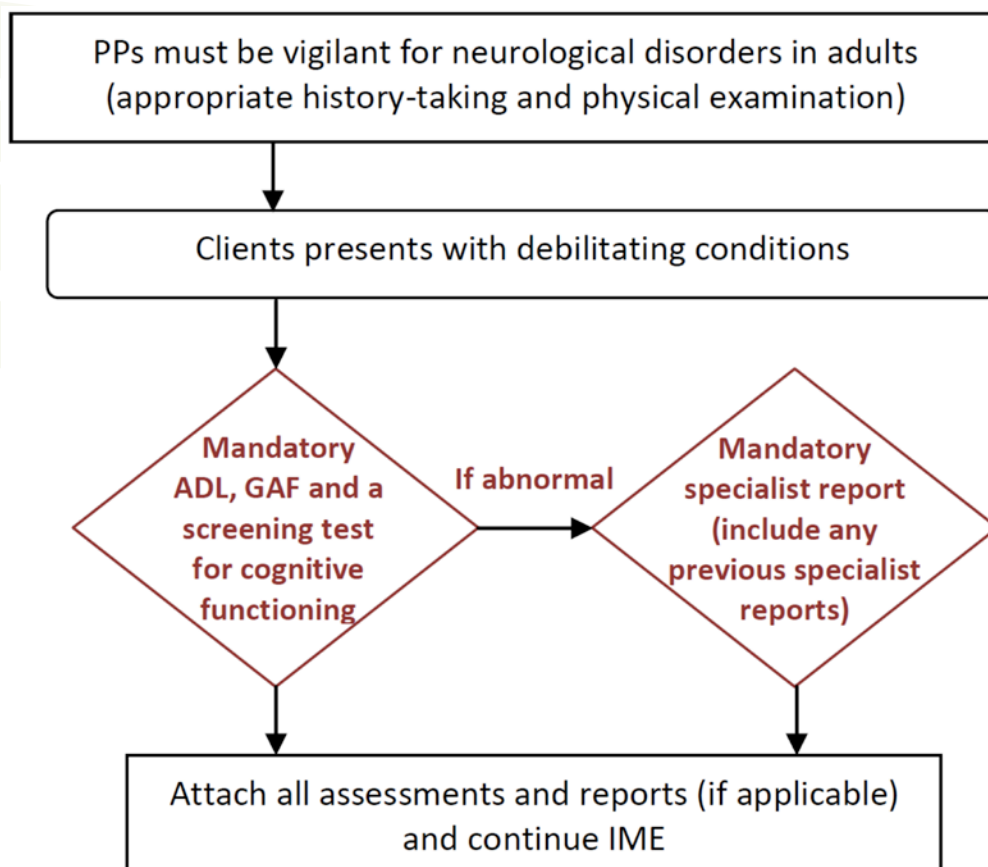 PPs must be vigilant for neurological disorders in adults
(appropriate history-taking and physical examination)
Clients presents with debilitating conditions
Mandatory
ADL, GAF and a
screening test
for cognitive
functioning
If abnormal
Mandatory
specialist report
(include any
previous specialist
reports)
Attach all assessments and reports (if applicable)
and continue IME